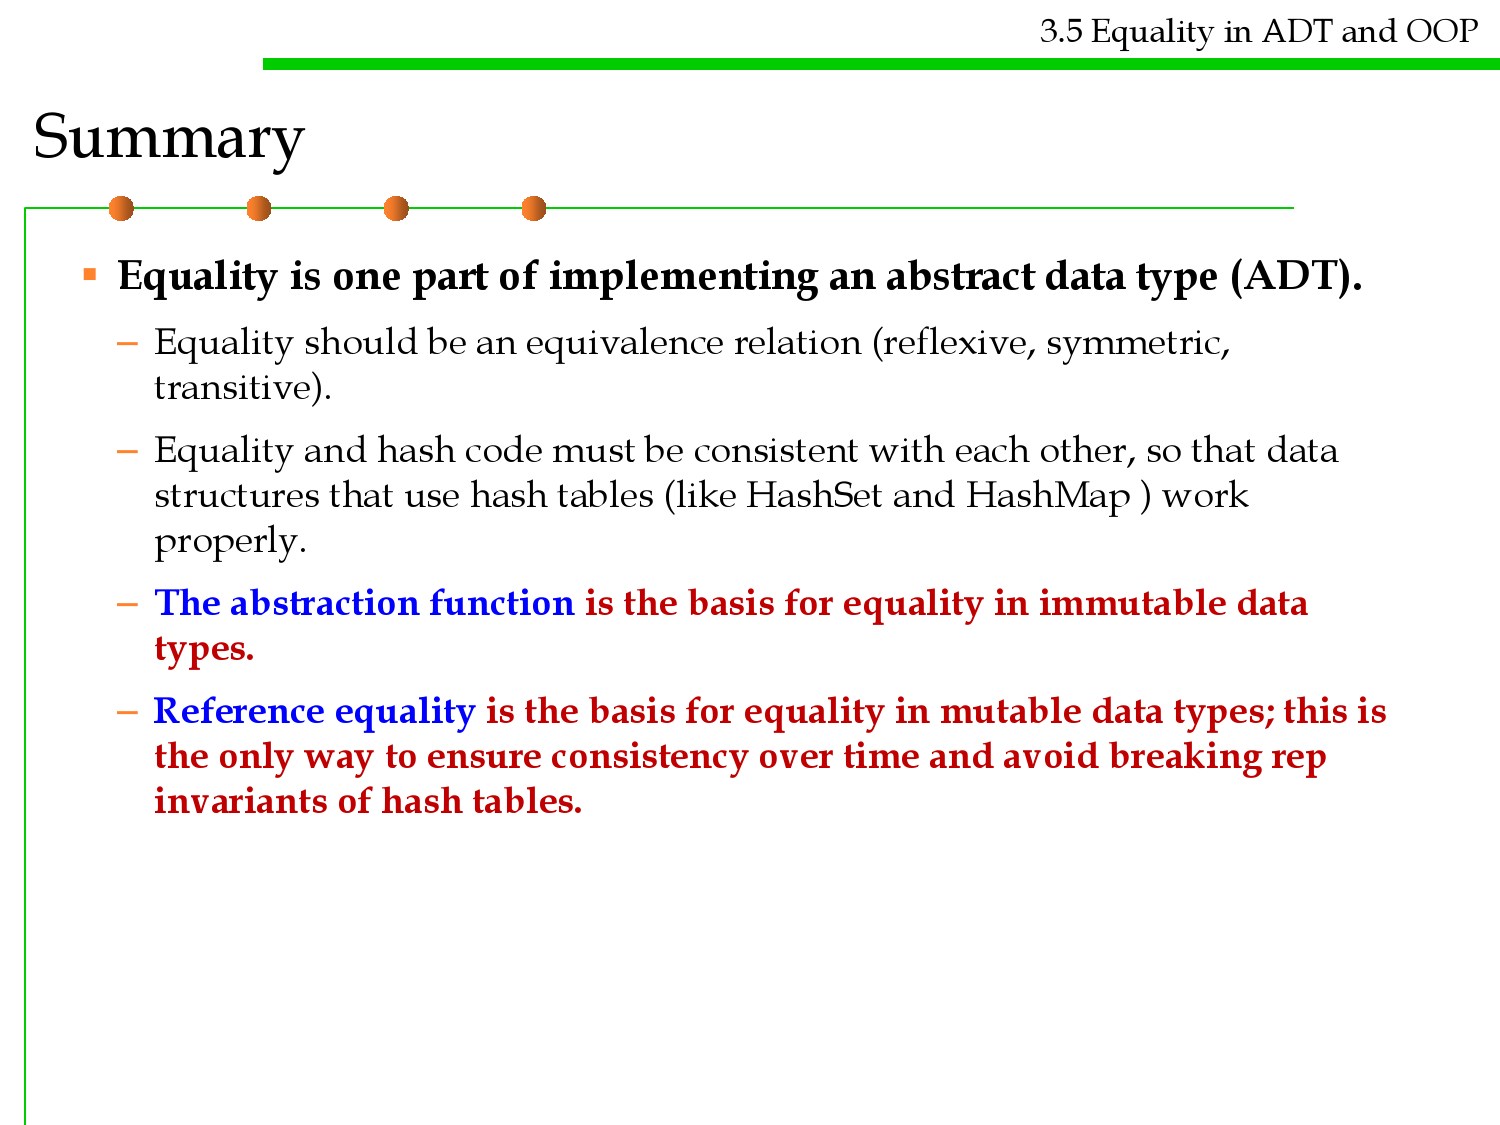 3.5 Equality in ADT and OOP
Summary
▪ Equality is one part of implementing an abstract data type (ADT).
– Equality should be an equivalence relation (reflexive, symmetric,
transitive).
– Equality and hash code must be consistent with each other, so that data
structures that use hash tables (like HashSet and HashMap ) work
properly.
– The abstraction function is the basis for equality in immutable data
types.
– Reference equality is the basis for equality in mutable data types; this is
the only way to ensure consistency over time and avoid breaking rep
invariants of hash tables.